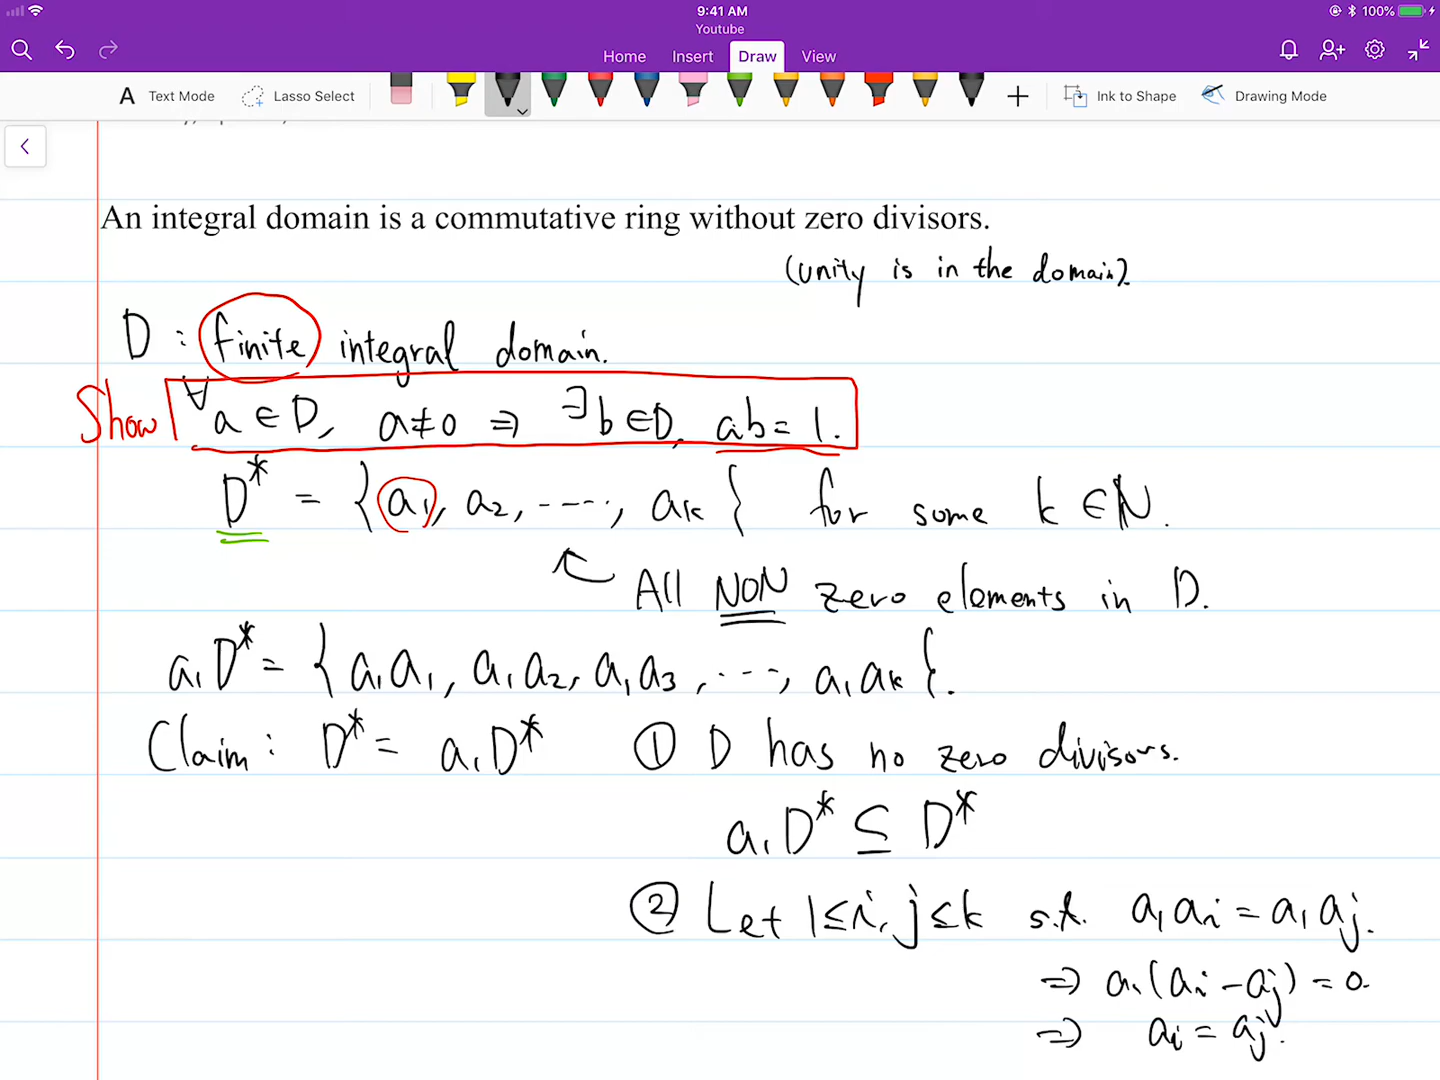 9:41 AM
100%
Youtube
Home Insert Draw View
A Text Mode Lasso Select Ink to Shape Drawing Mode
An integral domain is a commutative ring without zero divisors.
(unity is in the domain).
D : finite integral domain.
Show ∀a ∈ D, a≠0 ⇒ ∃b ∈ D, ab = 1.
D* = {a₁, a₂, ----, aₖ} for some k ∈ ℕ.
All NON zero elements in D.
a₁D* = {a₁a₁, a₁a₂, a₁a₃, ..., a₁aₖ}.
Claim : D* = a₁D* ① D has no zero divisors.
a₁D* ⊆ D*
② Let 1≤i, j≤k s.t. a₁aᵢ = a₁aⱼ.
⇒ a₁(aᵢ - aⱼ) = 0.
⇒ aᵢ = aⱼ.